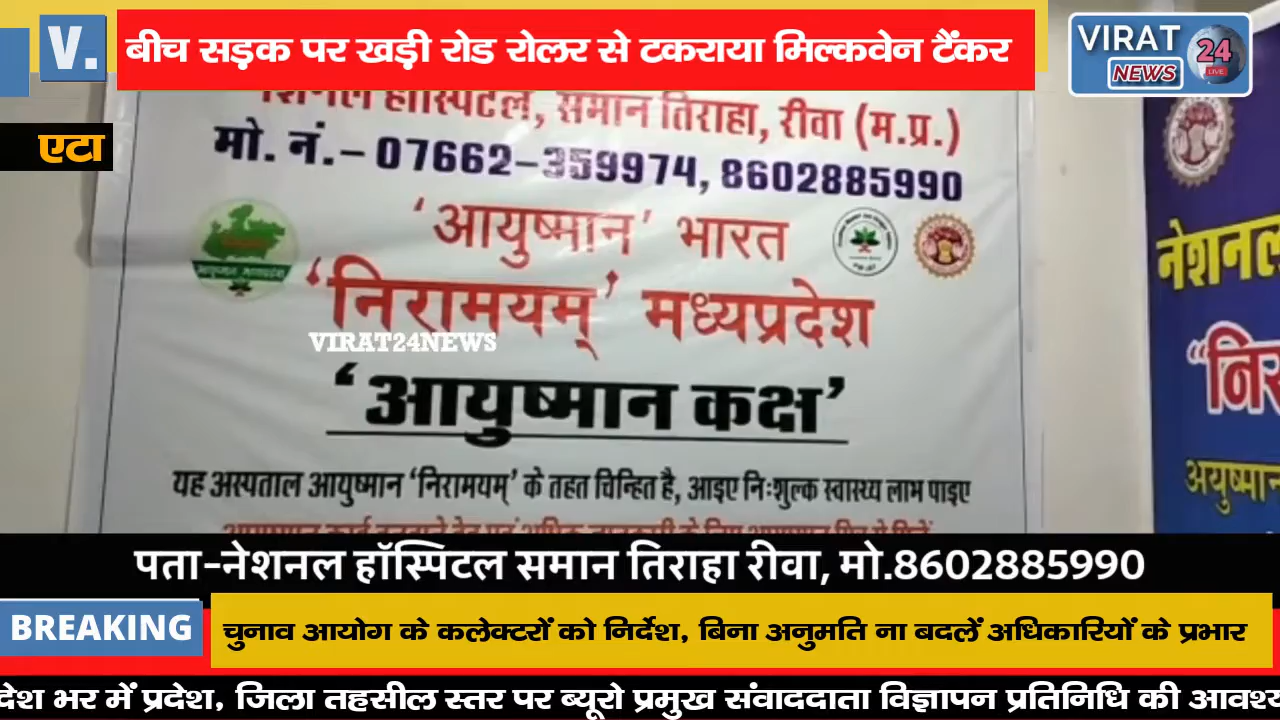 V.
बीच सड़क पर खड़ी रोड रोलर से टकराया मिल्कवेन टैंकर
VIRAT
24
LIVE
NEWS
एटा
हॉस्पिटल, समान तिराहा, रीवा (म.प्र.)
मो. नं.– 07662–359974, 8602885990
‘आयुष्मान’ भारत
‘निरामयम्’ मध्यप्रदेश
VIRAT24NEWS
‘आयुष्मान कक्ष’
यह अस्पताल आयुष्मान ‘निरामयम्’ के तहत चिन्हित है, आइए निःशुल्क स्वास्थ्य लाभ पाइए
नेशनल
“निर
अयुष्मान
पता-नेशनल हॉस्पिटल समान तिराहा रीवा, मो.8602885990
BREAKING
चुनाव आयोग के कलेक्टरों को निर्देश, बिना अनुमति ना बदलें अधिकारियों के प्रभार
देश भर में प्रदेश, जिला तहसील स्तर पर ब्यूरो प्रमुख संवाददाता विज्ञापन प्रतिनिधि की आवश्य